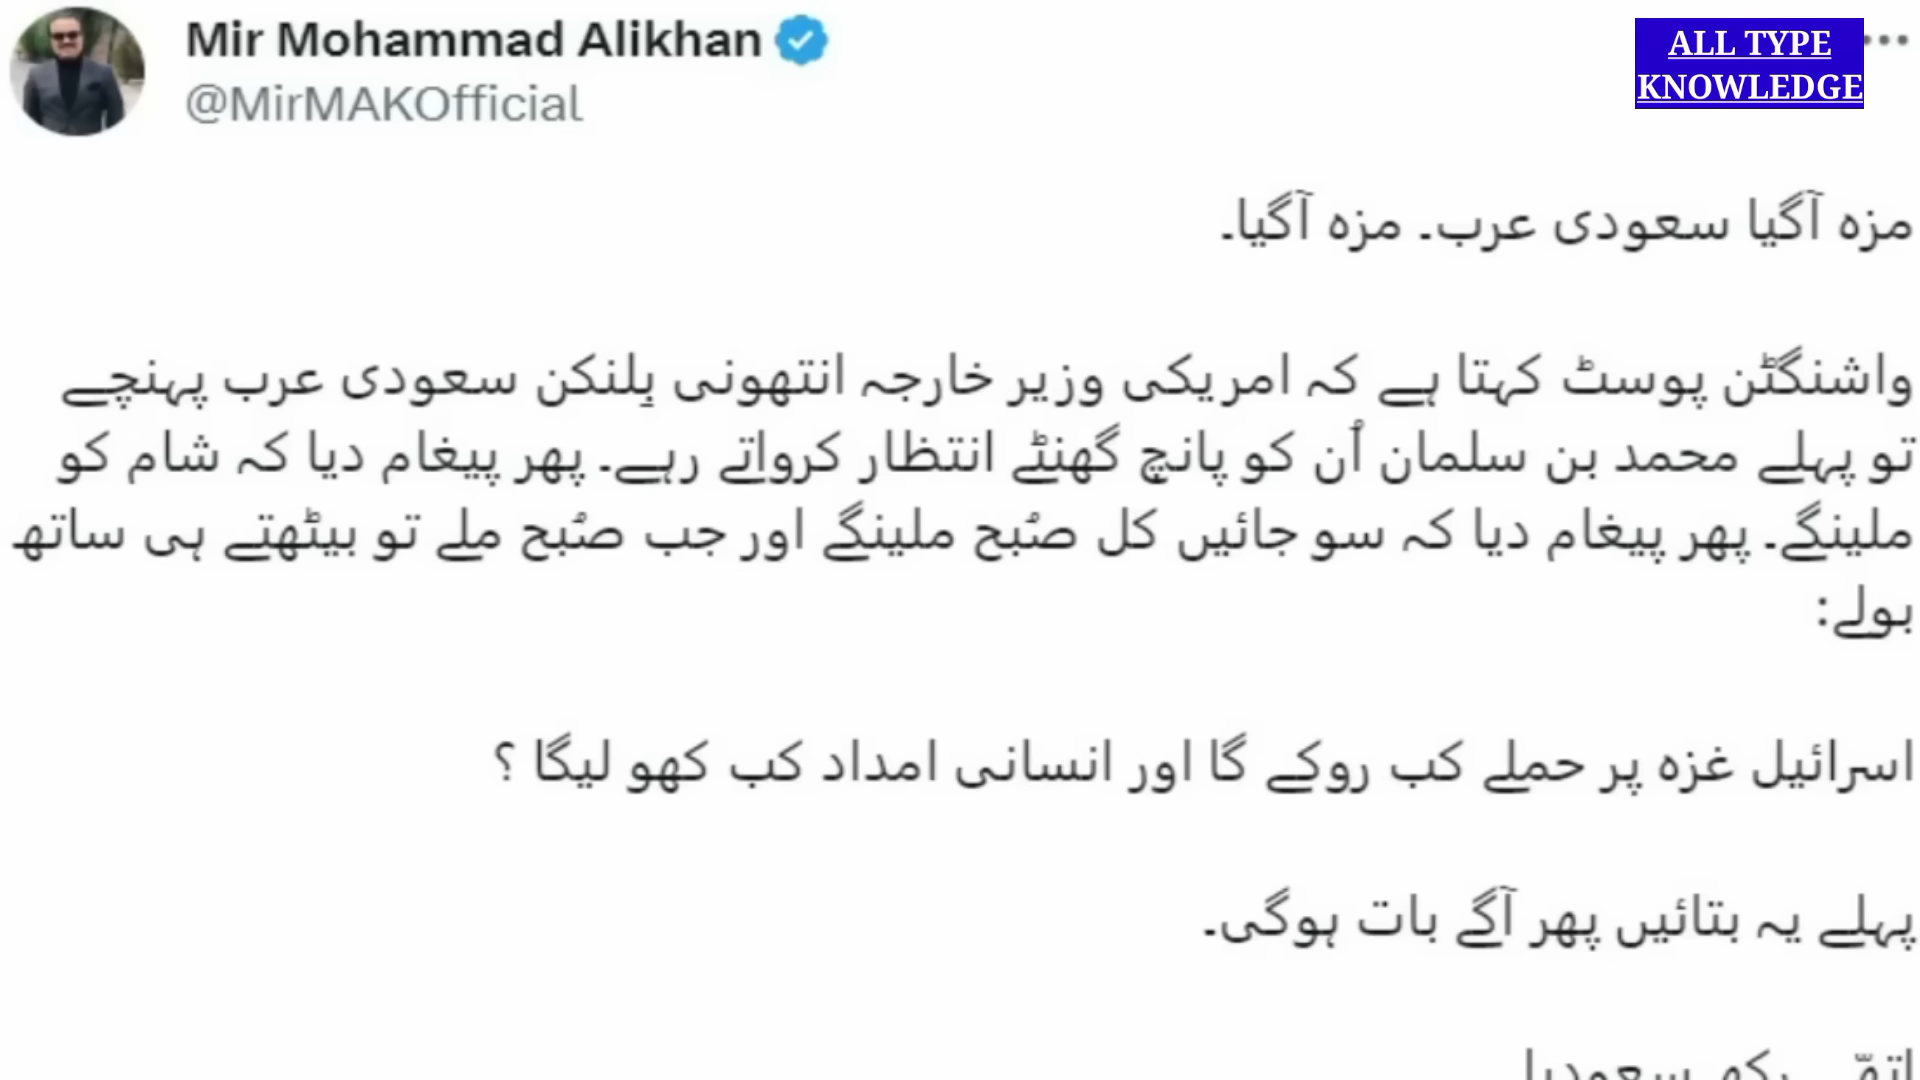 Mir Mohammad Alikhan
@MirMAKOfficial
ALL TYPE
KNOWLEDGE
مزہ آگیا سعودی عرب۔ مزہ آگیا۔
واشنگٹن پوسٹ کہتا ہے کہ امریکی وزیر خارجہ انتھونی بِلنکن سعودی عرب پہنچے
تو پہلے محمد بن سلمان اُن کو پانچ گھنٹے انتظار کرواتے رہے۔ پھر پیغام دیا کہ شام کو
ملینگے۔ پھر پیغام دیا کہ سو جائیں کل صُبح ملینگے اور جب صُبح ملے تو بیٹھتے ہی ساتھ
بولے:
اسرائیل غزہ پر حملے کب روکے گا اور انسانی امداد کب کھو لیگا ؟
پہلے یہ بتائیں پھر آگے بات ہوگی۔